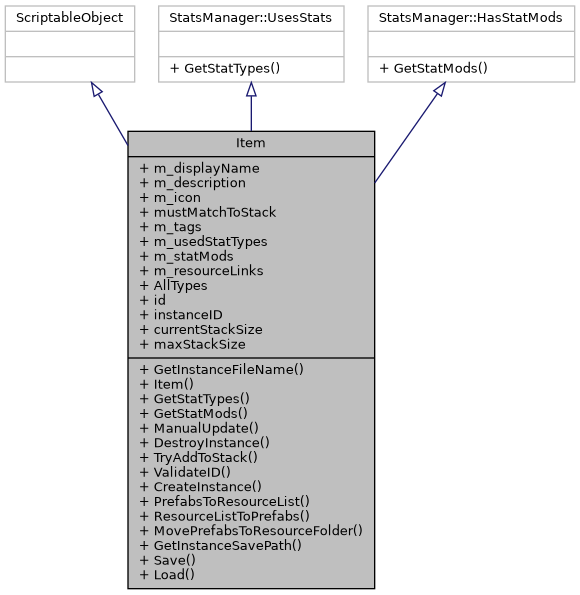 ScriptableObject
StatsManager::UsesStats
+ GetStatTypes()
StatsManager::HasStatMods
+ GetStatMods()
Item
+ m_displayName
+ m_description
+ m_icon
+ mustMatchToStack
+ m_tags
+ m_usedStatTypes
+ m_statMods
+ m_resourceLinks
+ AllTypes
+ id
+ instanceID
+ currentStackSize
+ maxStackSize
+ GetInstanceFileName()
+ Item()
+ GetStatTypes()
+ GetStatMods()
+ ManualUpdate()
+ DestroyInstance()
+ TryAddToStack()
+ ValidateID()
+ CreateInstance()
+ PrefabsToResourceList()
+ ResourceListToPrefabs()
+ MovePrefabsToResourceFolder()
+ GetInstanceSavePath()
+ Save()
+ Load()